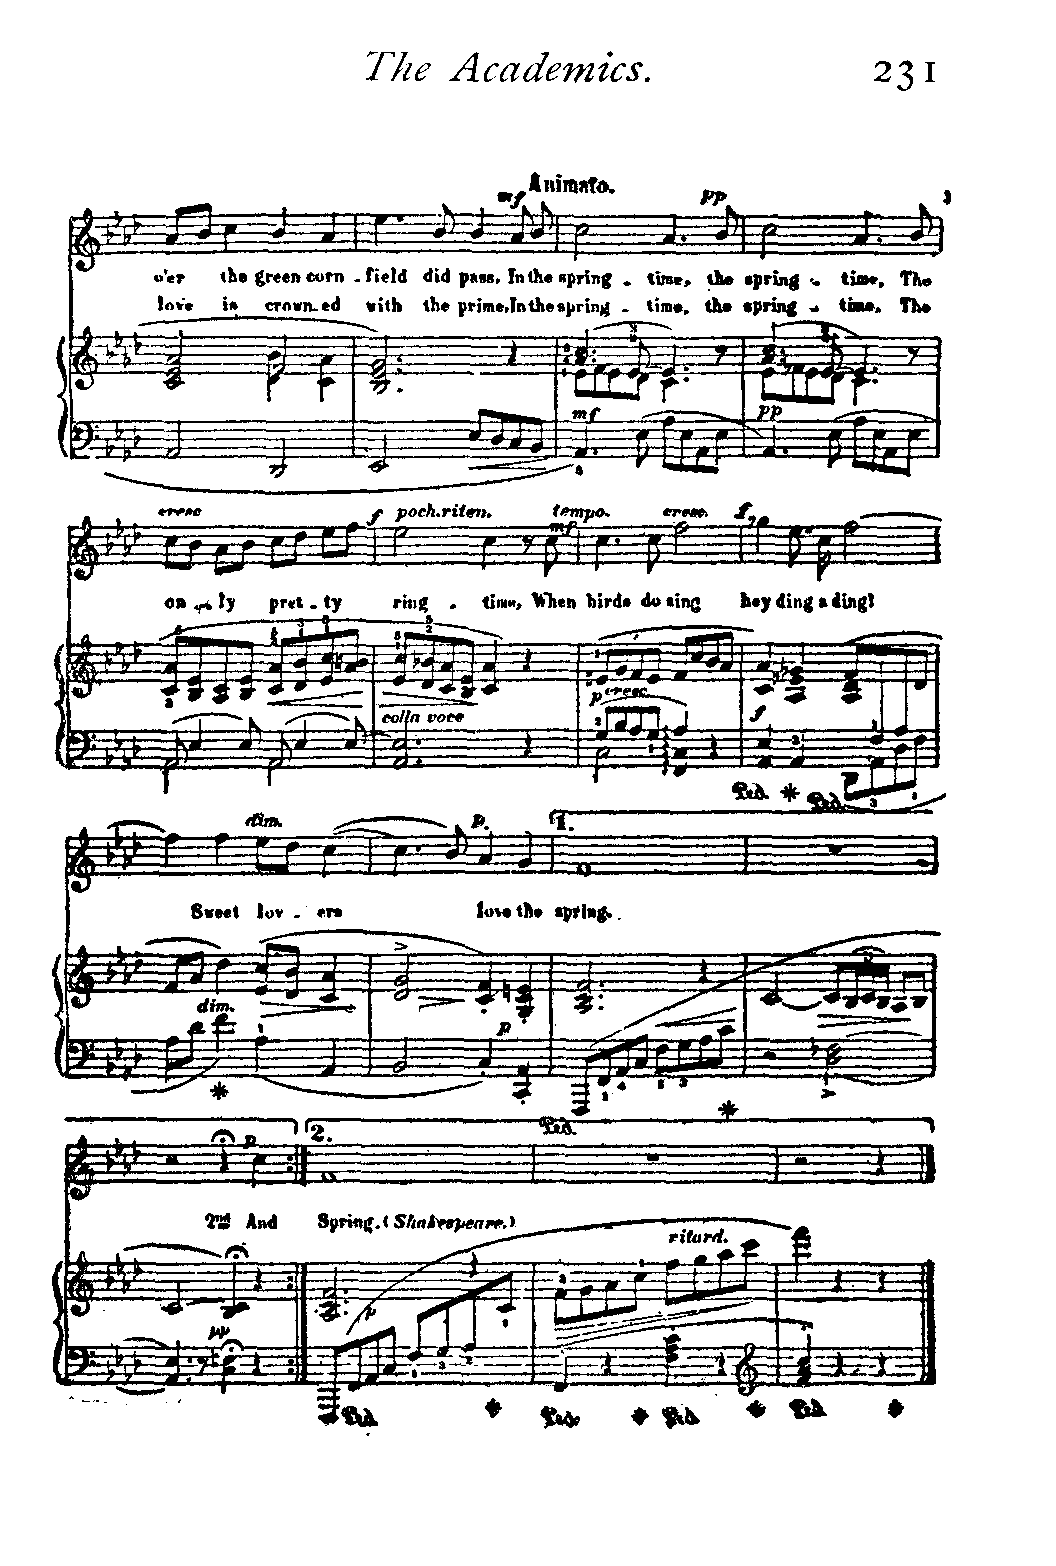 The Academics. 231
Animato.
mf pp
o'er the green corn - field did pass, In the spring - time, the spring - time, The
love is crown-ed with the prime, In the spring - time, the spring - time, The
mf pp
cresc f poch. riten. tempo. mf cresc. f
on - ly pret - ty ring - time, When birds do sing hey ding a ding!
colla voce p cresc. f
Ped. * Ped.
dim. p. 1.
Sweet lov - ers love the spring.
dim. p
* Ped. *
p 2.
2nd And Spring. (Shakespeare.)
ritard.
pp p
Ped. * Ped. * Ped. * Ped. *